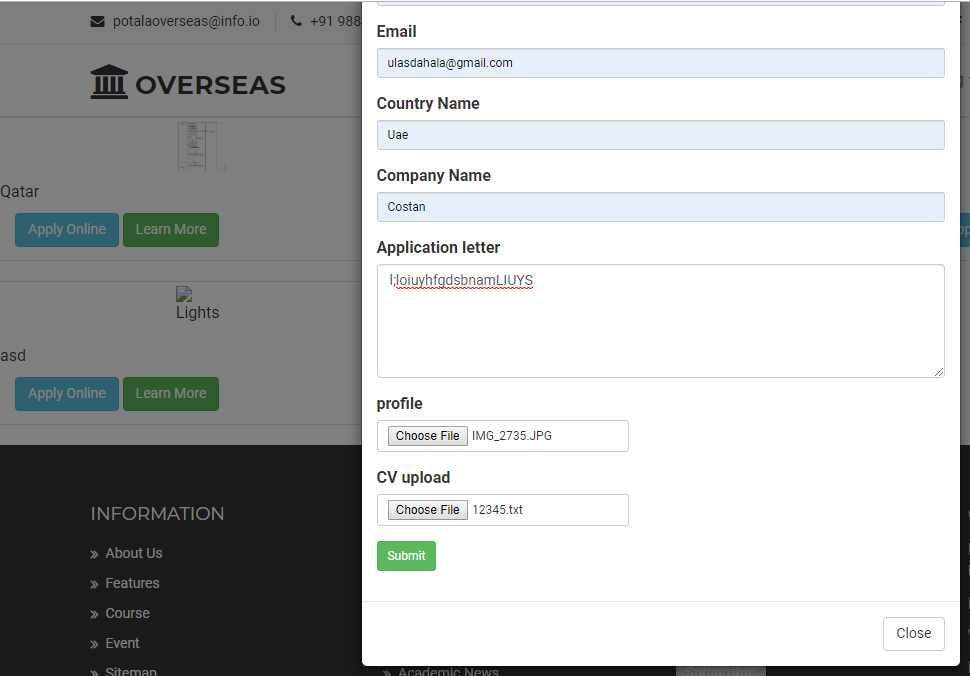 potalaoverseas@info.io
+91 988
OVERSEAS
Qatar
Apply Online
Learn More
Lights
asd
Apply Online
Learn More
INFORMATION
About Us
Features
Course
Event
Sitemap
Email
ulasdahala@gmail.com
Country Name
Uae
Company Name
Costan
Application letter
l;loiuyhfgdsbnamLIUYS
profile
Choose File IMG_2735.JPG
CV upload
Choose File 12345.txt
Submit
Close
Academic News
Subscribe